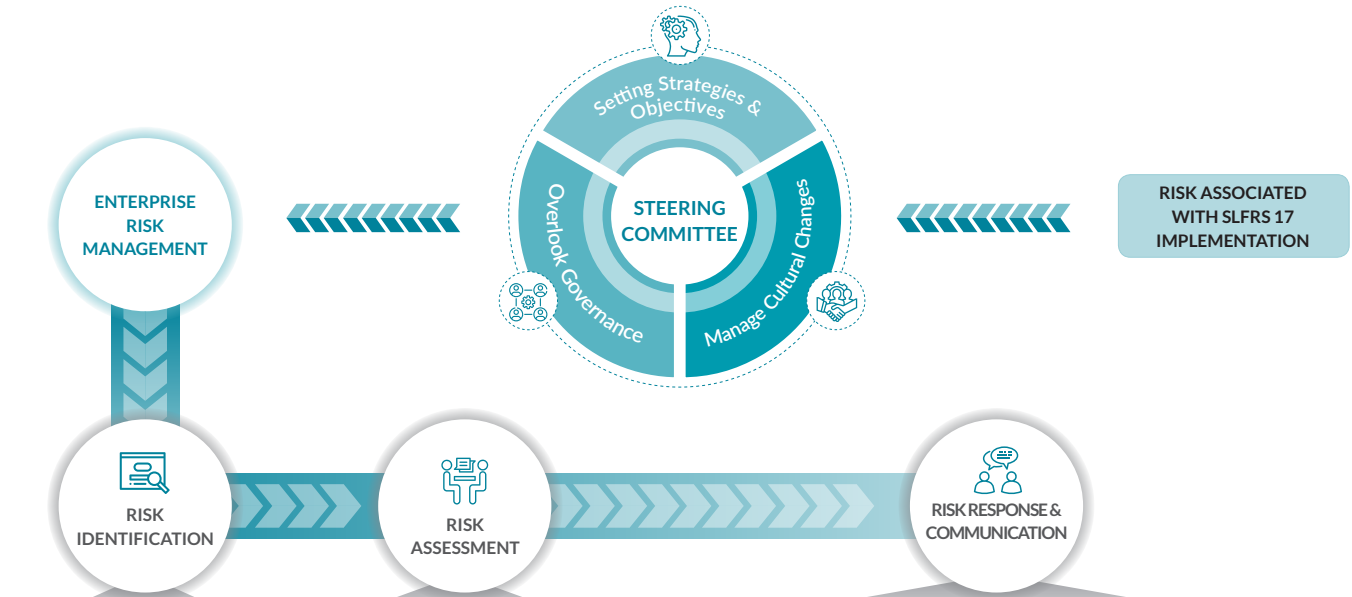 Setting Strategies &
Objectives
Overlook Governance
Manage Cultural Changes
STEERING
COMMITTEE
ENTERPRISE
RISK
MANAGEMENT
RISK ASSOCIATED
WITH SLFRS 17
IMPLEMENTATION
RISK
IDENTIFICATION
RISK
ASSESSMENT
RISK RESPONSE &
COMMUNICATION